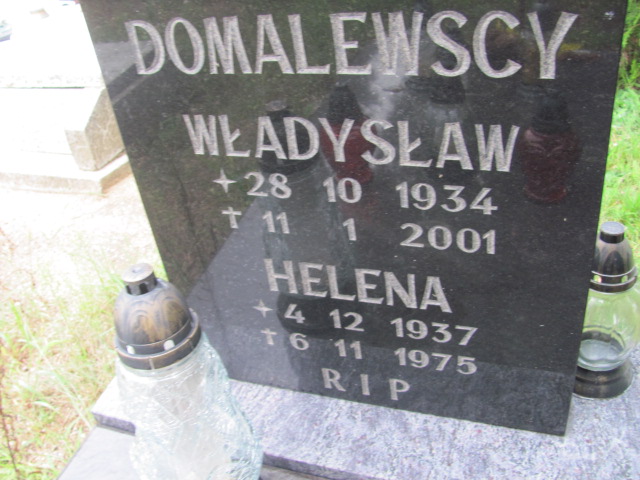 DOMALEWSCY
WŁADYSŁAW
✦ 28 10 1934
✝ 11 1 2001
HELENA
✦ 4 12 1937
✝ 6 11 1975
RIP